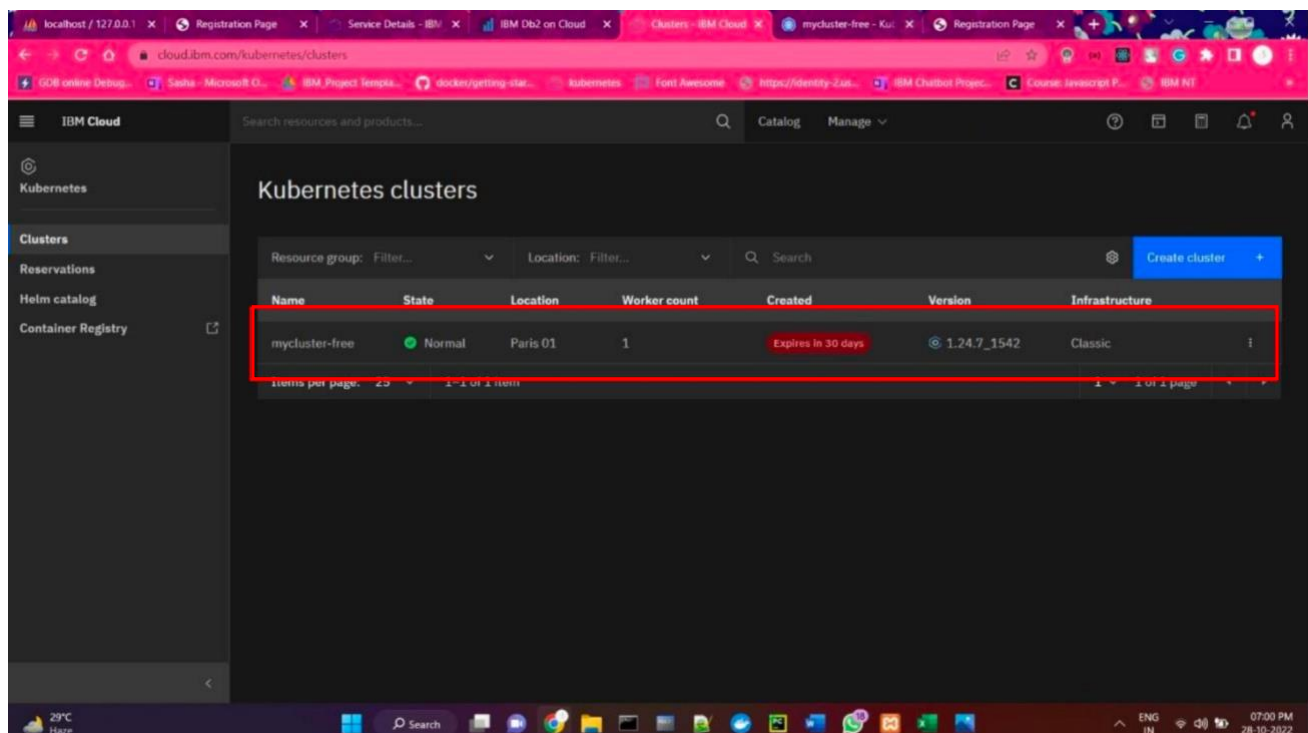 localhost / 127.0.0.1
Registration Page
Service Details - IBM
IBM Db2 on Cloud
Clusters - IBM Cloud
mycluster-free - Ku
Registration Page
cloud.ibm.com/kubernetes/clusters
GDB online Debug...
Sasha Microsoft O...
IBM Project Templa...
docker/getting-star...
kubernetes
Font Awesome
https://identity-2.us...
IBM Chatbot Projec...
Course: Javascript P...
IBM NT
IBM Cloud
Search resources and products...
Catalog
Manage
Kubernetes
Kubernetes clusters
Clusters
Reservations
Helm catalog
Container Registry
Resource group: Filter...
Location: Filter...
Search
Create cluster +
Name State Location Worker count Created Version Infrastructure
mycluster-free Normal Paris 01 1 Expires in 30 days 1.24.7_1542 Classic
Items per page: 25 1-1 of 1 item 1 1 of 1 page
29°C
Haze
Search
ENG
IN
07:00 PM
28-10-2022